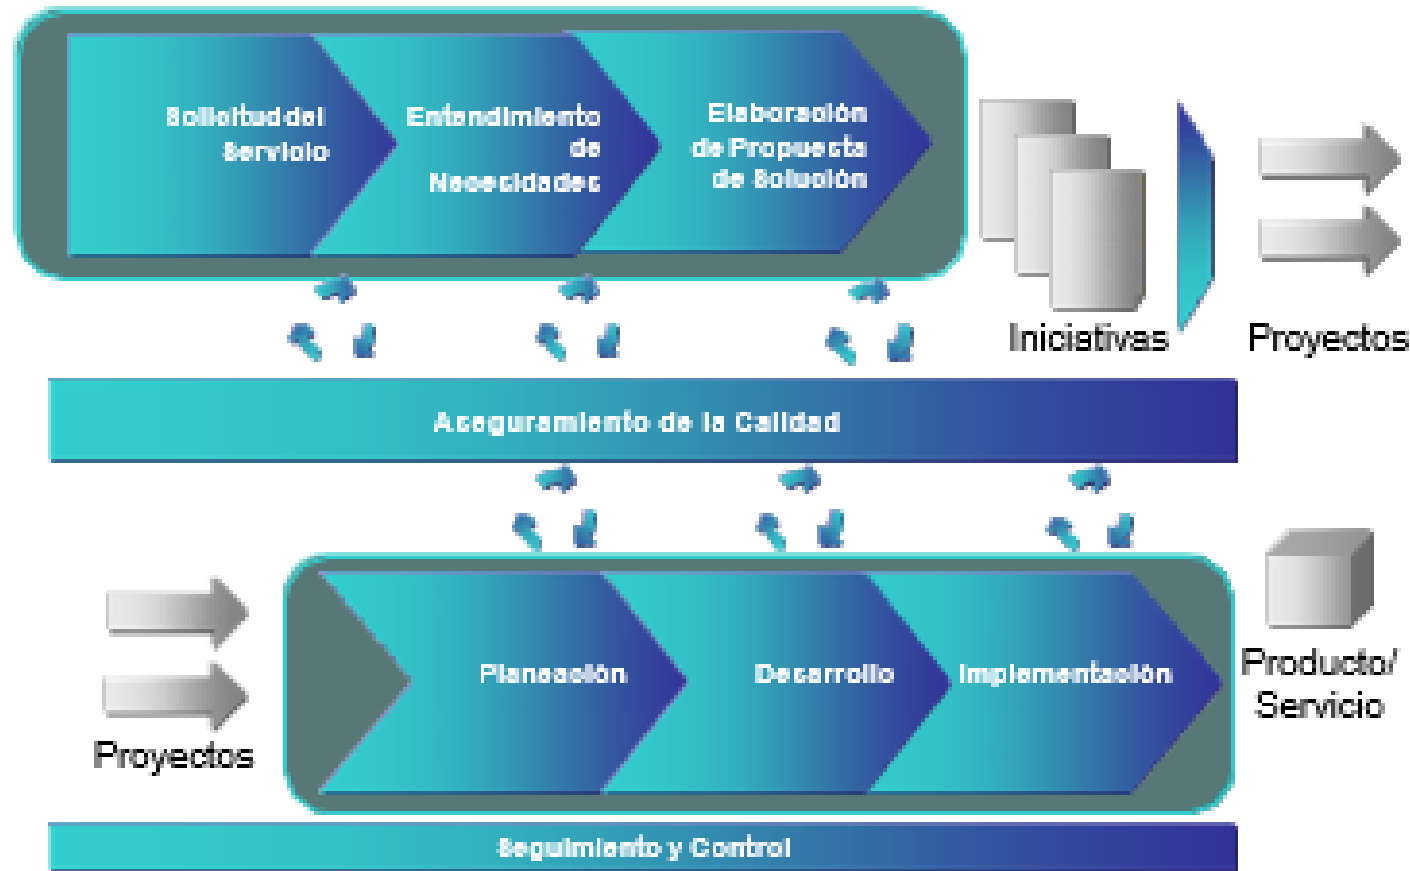 Solicitud del
Servicio
Entendimiento
de
Necesidades
Elaboración
de Propuesta
de Solución
Iniciativas
Proyectos
Aseguramiento de la Calidad
Proyectos
Planeación
Desarrollo
Implementación
Producto/
Servicio
Seguimiento y Control